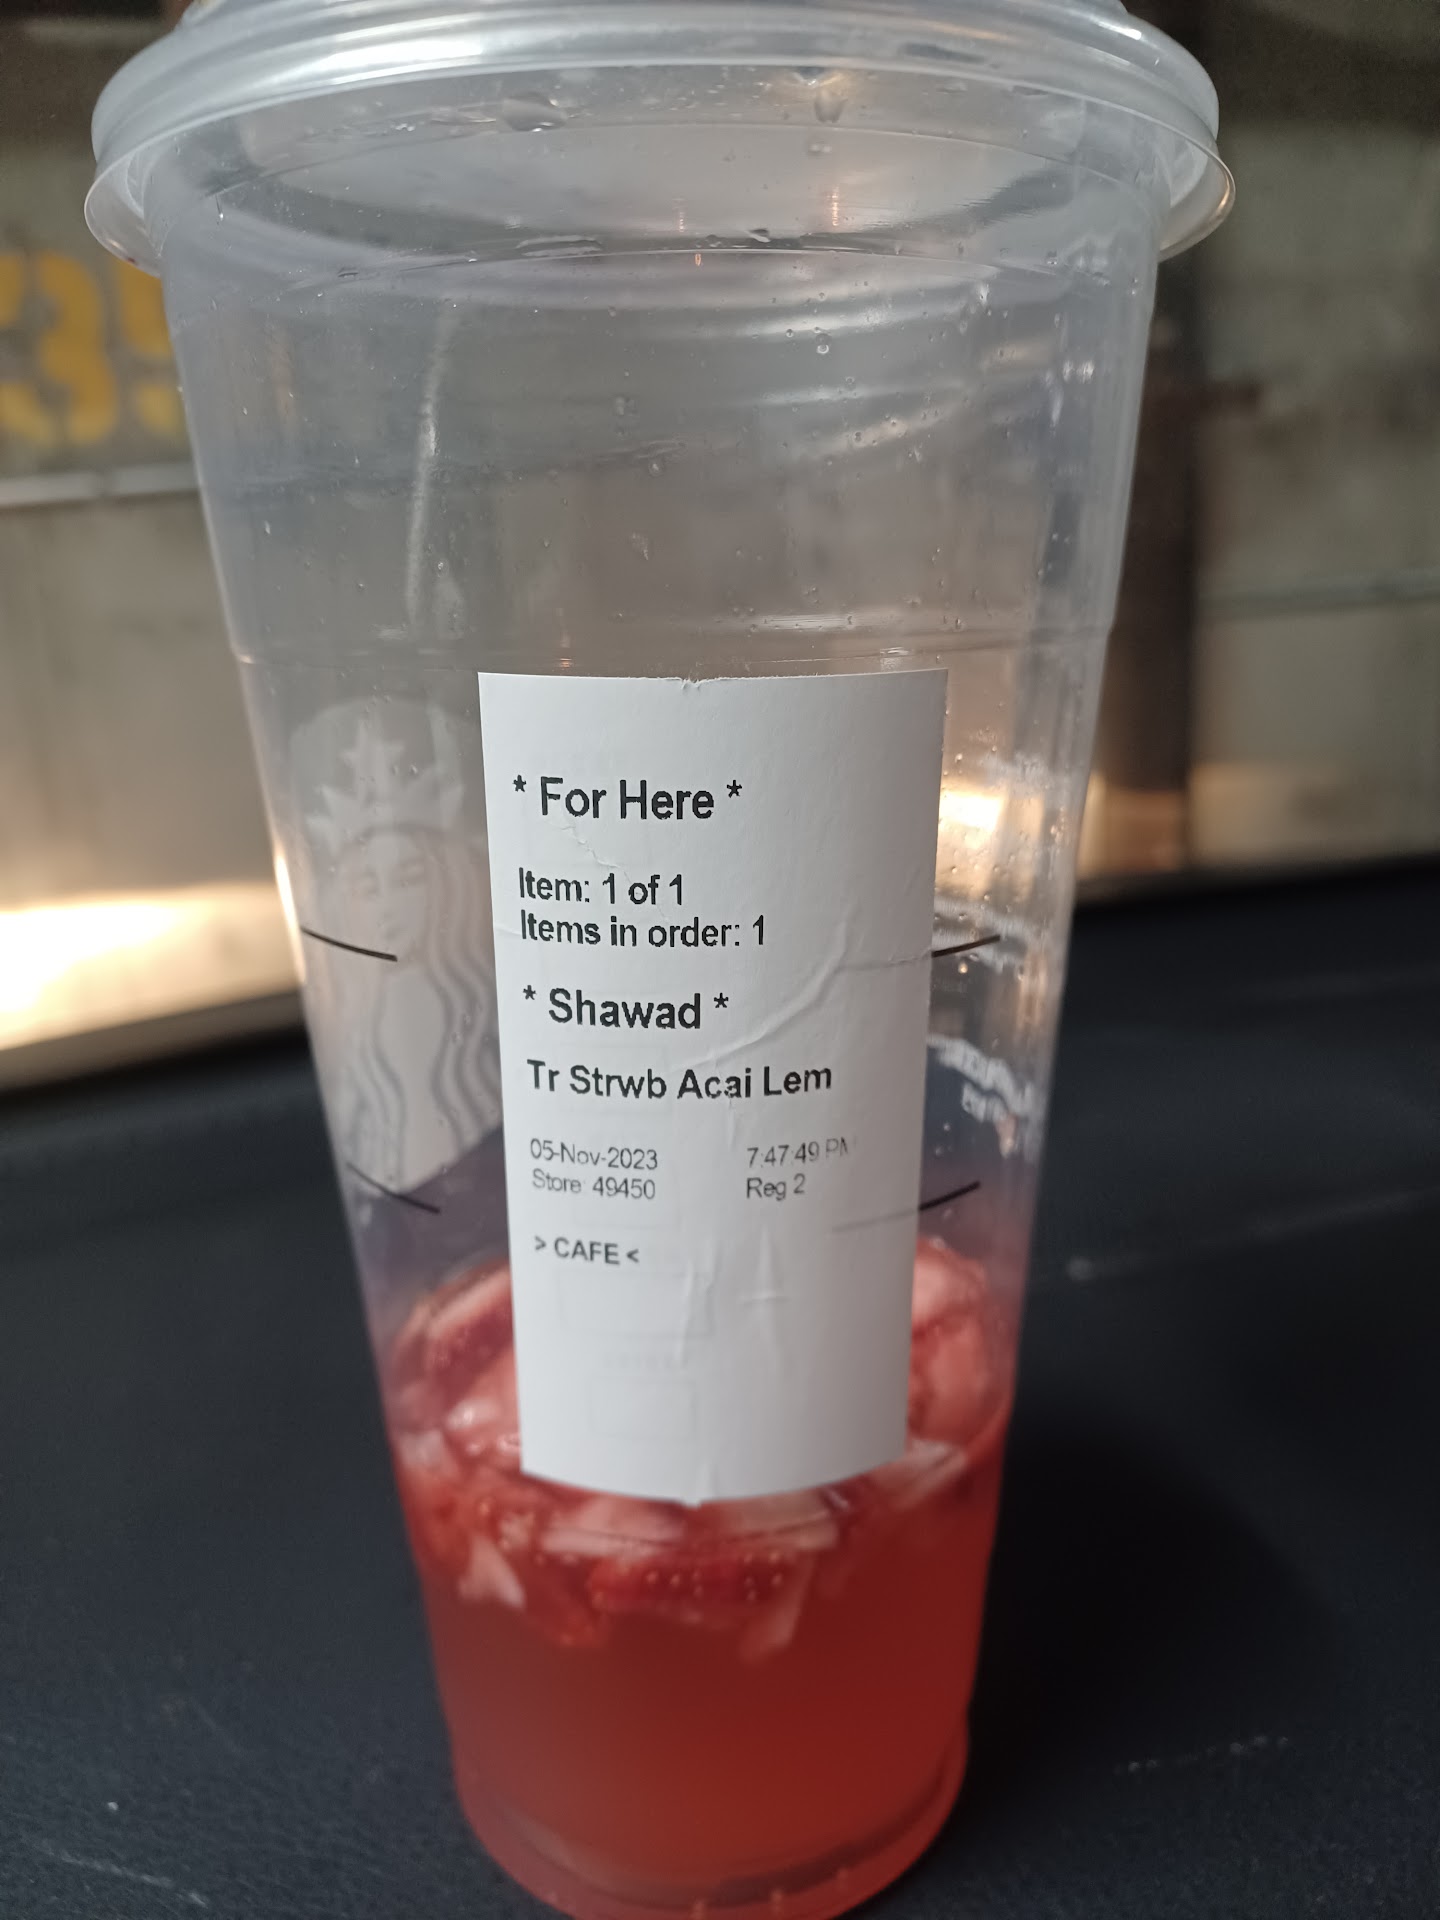 * For Here *
Item: 1 of 1
Items in order: 1
* Shawad *
Tr Strwb Acai Lem
05-Nov-2023 7:47:49 PM
Store: 49450 Reg 2
> CAFE <